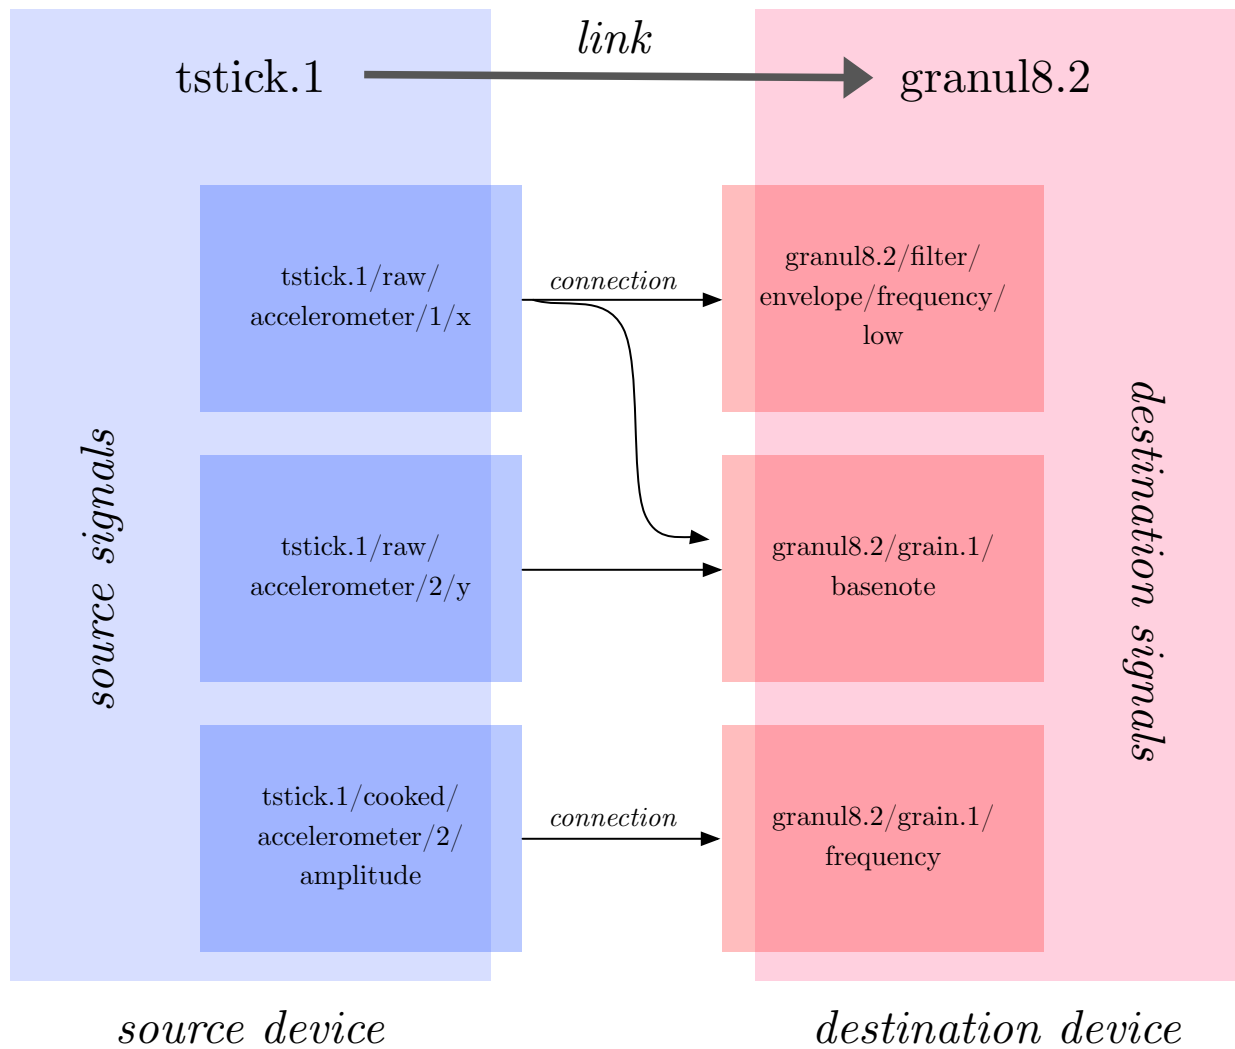 link
tstick.1
granul8.2
tstick.1/raw/
accelerometer/1/x
connection
granul8.2/filter/
envelope/frequency/
low
source signals
destination signals
tstick.1/raw/
accelerometer/2/y
granul8.2/grain.1/
basenote
tstick.1/cooked/
accelerometer/2/
amplitude
connection
granul8.2/grain.1/
frequency
source device
destination device